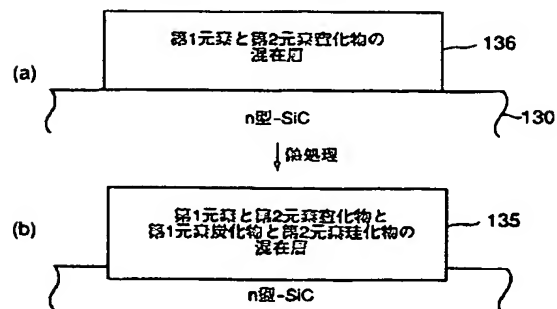 (a)
第1元素と第2元素窒化物の
混在層
136
n型-SiC
130
熱処理
(b)
第1元素と第2元素窒化物と
第1元素炭化物と第2元素珪化物の
混在層
135
n型-SiC